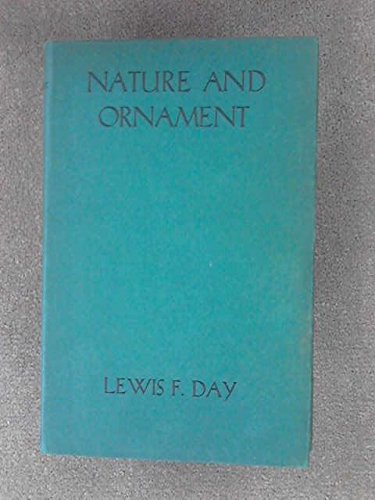 NATURE AND
ORNAMENT
LEWIS F. DAY